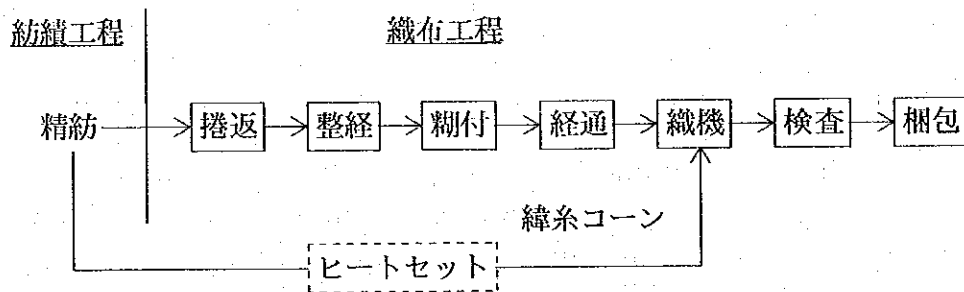 紡績工程
織布工程
精紡
捲返
整経
糊付
経通
織機
検査
梱包
緯糸コーン
ヒートセット